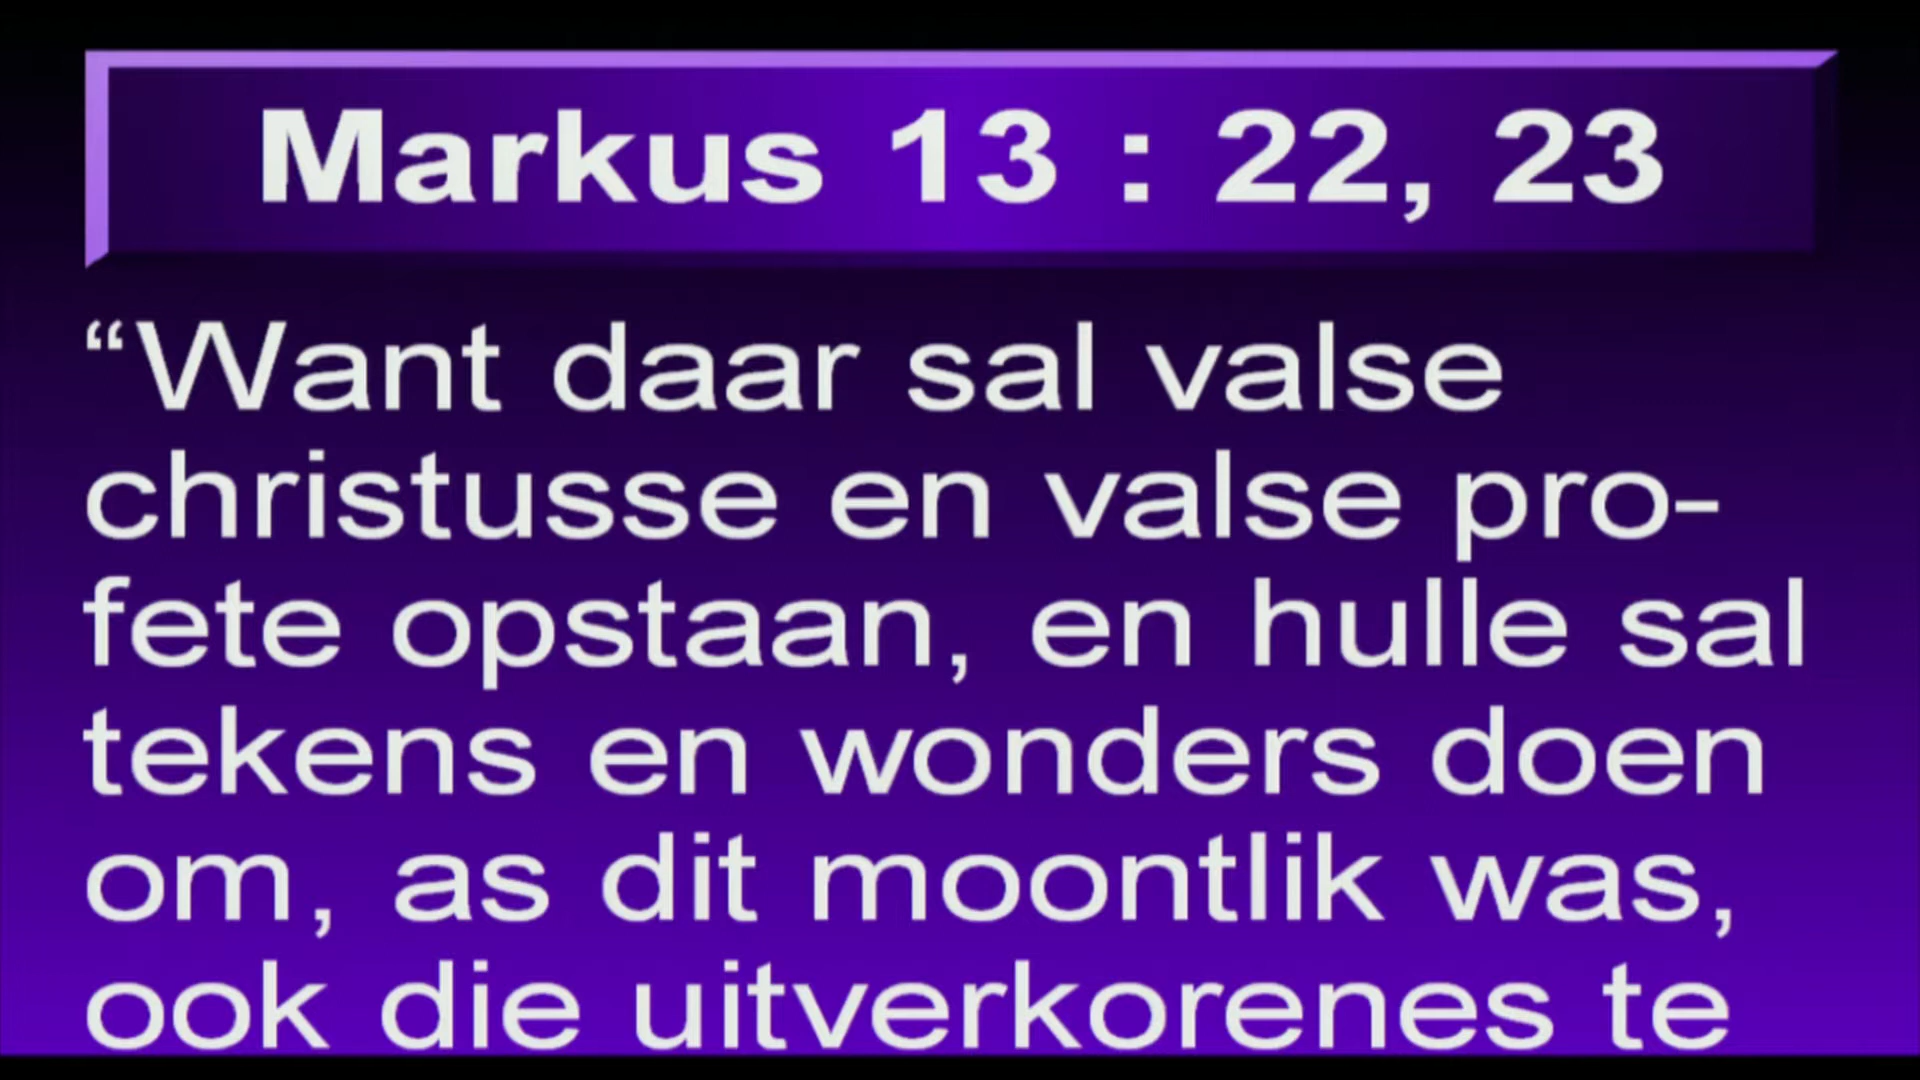 Markus 13 : 22, 23
“Want daar sal valse
christusse en valse pro-
fete opstaan, en hulle sal
tekens en wonders doen
om, as dit moontlik was,
ook die uitverkorenes te